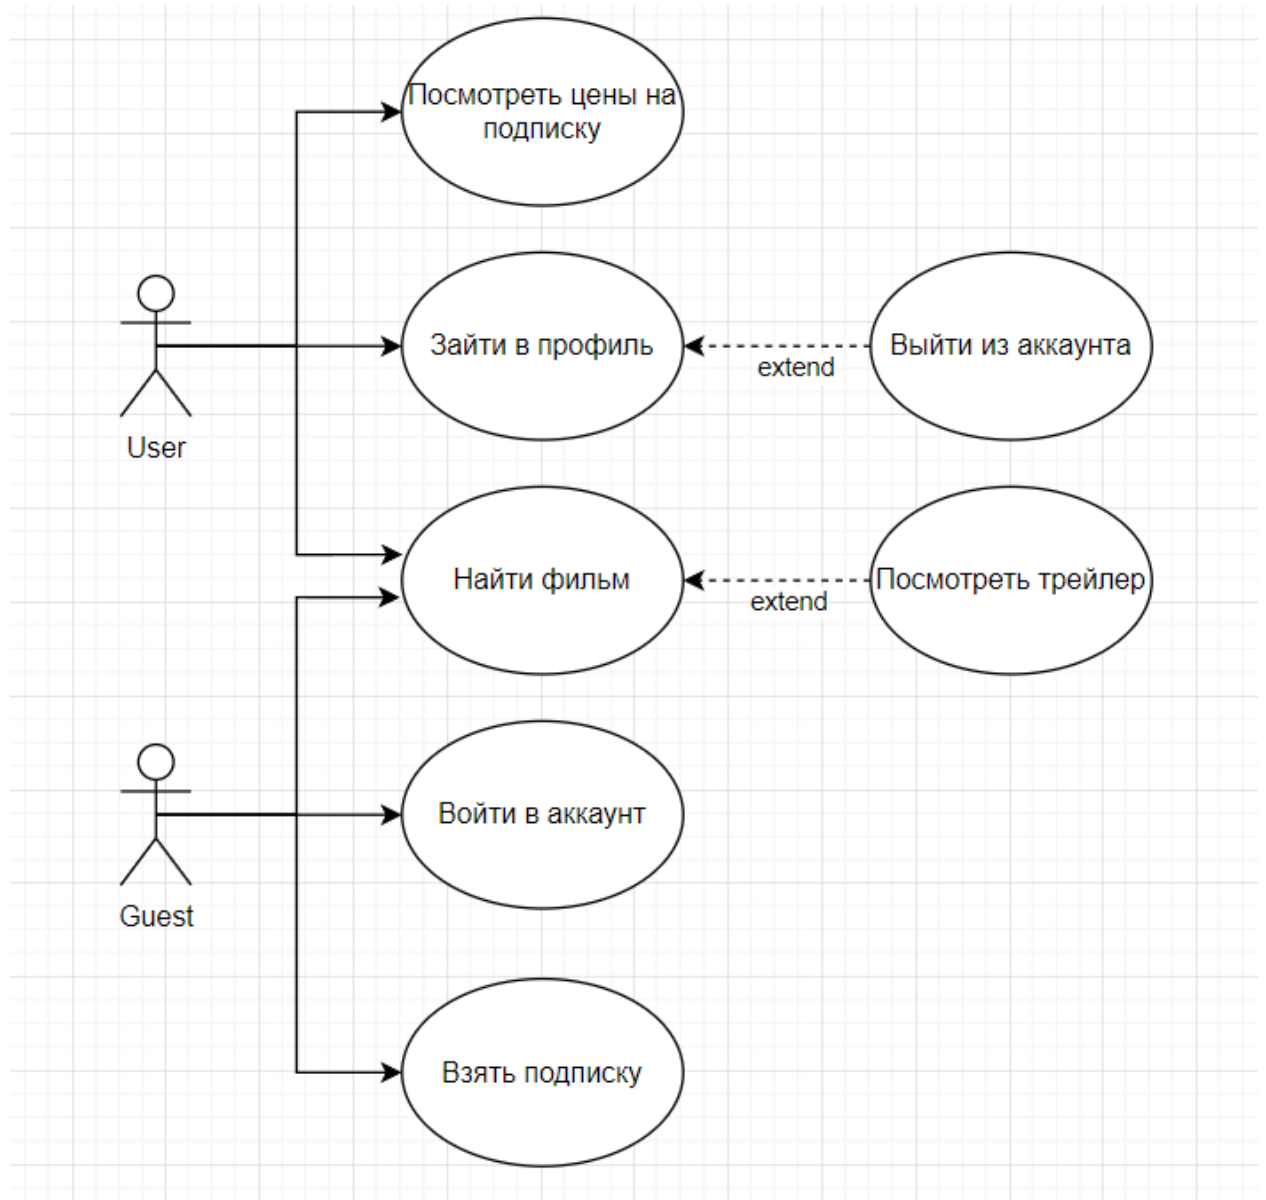 Посмотреть цены на
подписку
Зайти в профиль
Выйти из аккаунта
extend
User
Найти фильм
Посмотреть трейлер
extend
Войти в аккаунт
Guest
Взять подписку